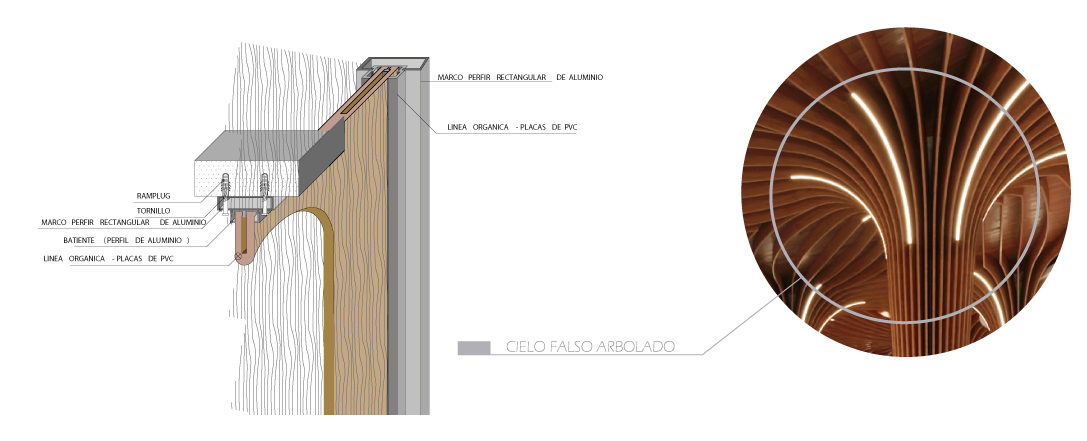 MARCO PERFIR RECTANGULAR DE ALUMINIO
LINEA ORGANICA - PLACAS DE PVC
RAMPLUG
TORNILLO
MARCO PERFIR RECTANGULAR DE ALUMINIO
BATIENTE (PERFIL DE ALUMINIO )
LINEA ORGANICA - PLACAS DE PVC
CIELO FALSO ARBOLADO